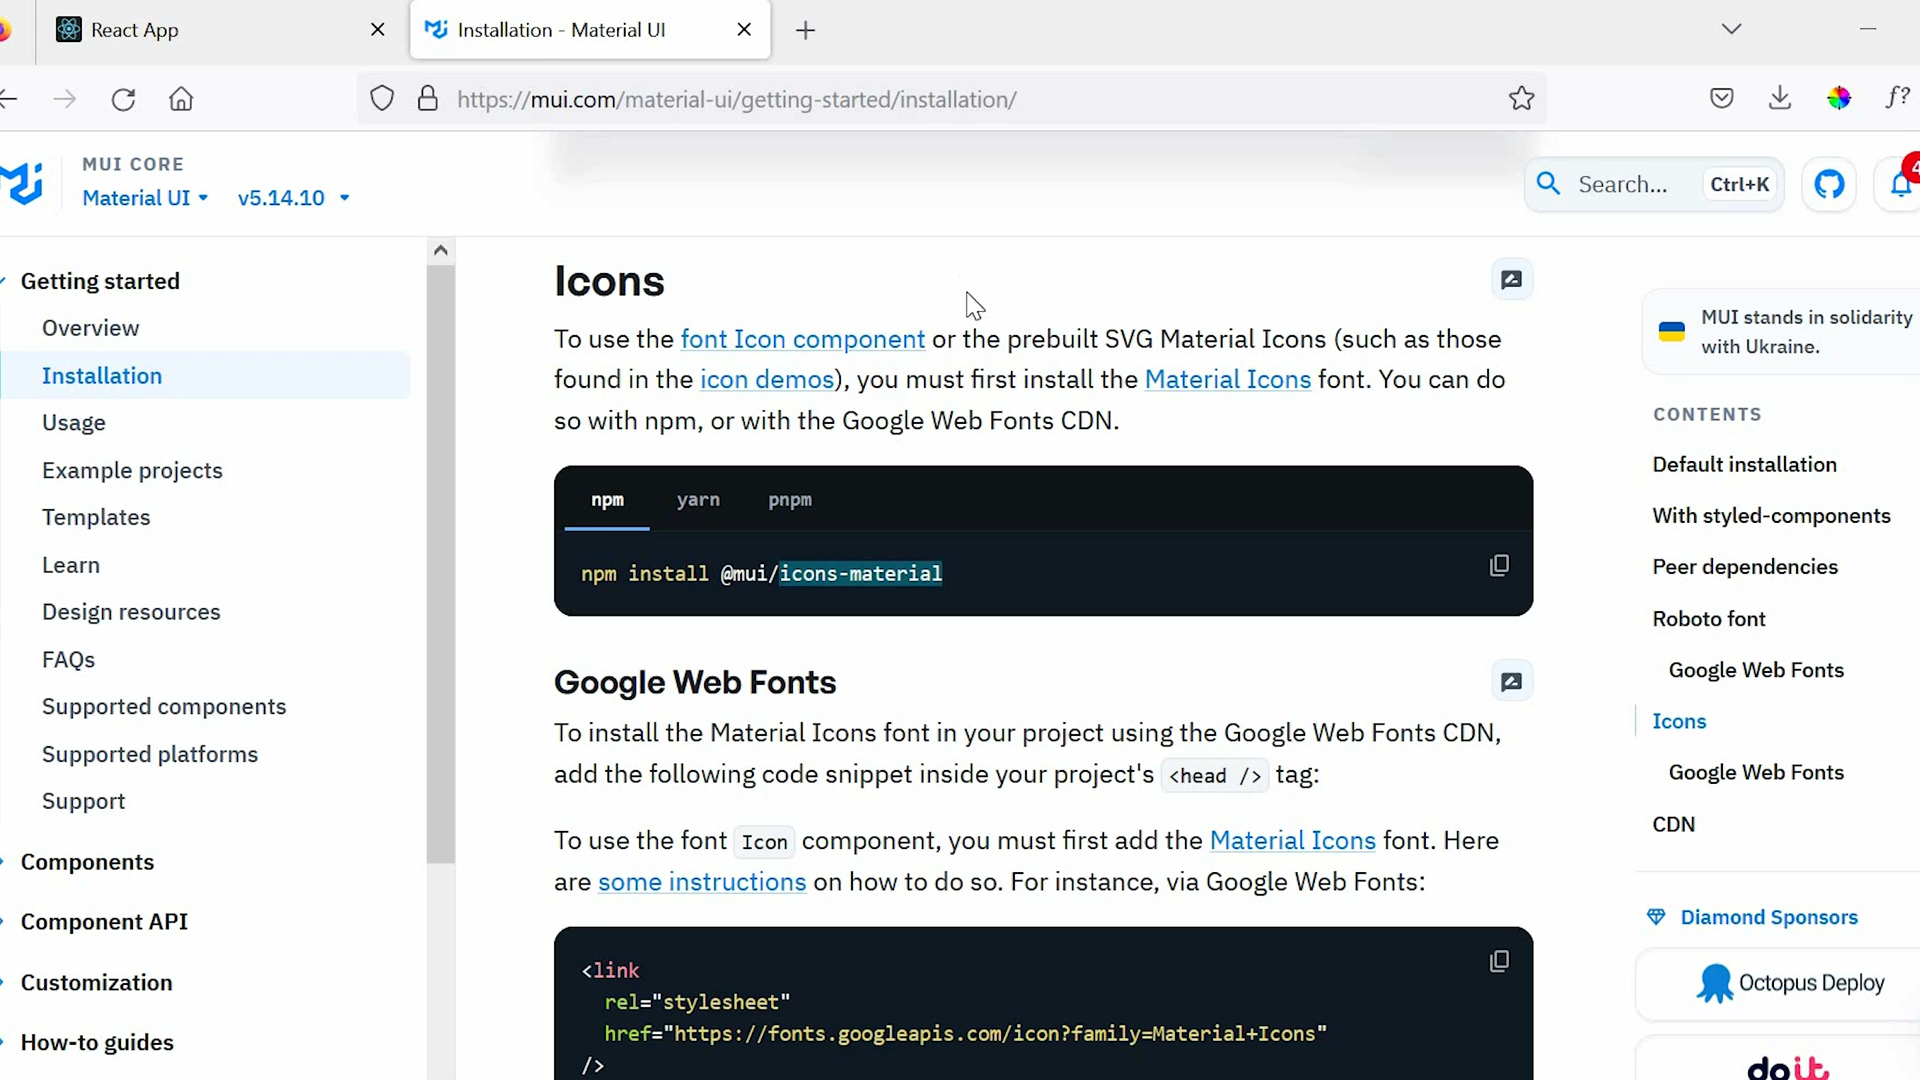 React App
Installation - Material UI
https://mui.com/material-ui/getting-started/installation/
f?
MUI CORE
Material UI
v5.14.10
Search...
Ctrl+K
4
Getting started
Overview
Installation
Usage
Example projects
Templates
Learn
Design resources
FAQs
Supported components
Supported platforms
Support
Components
Component API
Customization
How-to guides
Icons
To use the font Icon component or the prebuilt SVG Material Icons (such as those
found in the icon demos), you must first install the Material Icons font. You can do
so with npm, or with the Google Web Fonts CDN.
npm yarn pnpm
npm install @mui/icons-material
Google Web Fonts
To install the Material Icons font in your project using the Google Web Fonts CDN,
add the following code snippet inside your project's <head /> tag:
To use the font Icon component, you must first add the Material Icons font. Here
are some instructions on how to do so. For instance, via Google Web Fonts:
<link
rel="stylesheet"
href="https://fonts.googleapis.com/icon?family=Material+Icons"
/>
MUI stands in solidarity
with Ukraine.
CONTENTS
Default installation
With styled-components
Peer dependencies
Roboto font
Google Web Fonts
Icons
Google Web Fonts
CDN
Diamond Sponsors
Octopus Deploy
doit